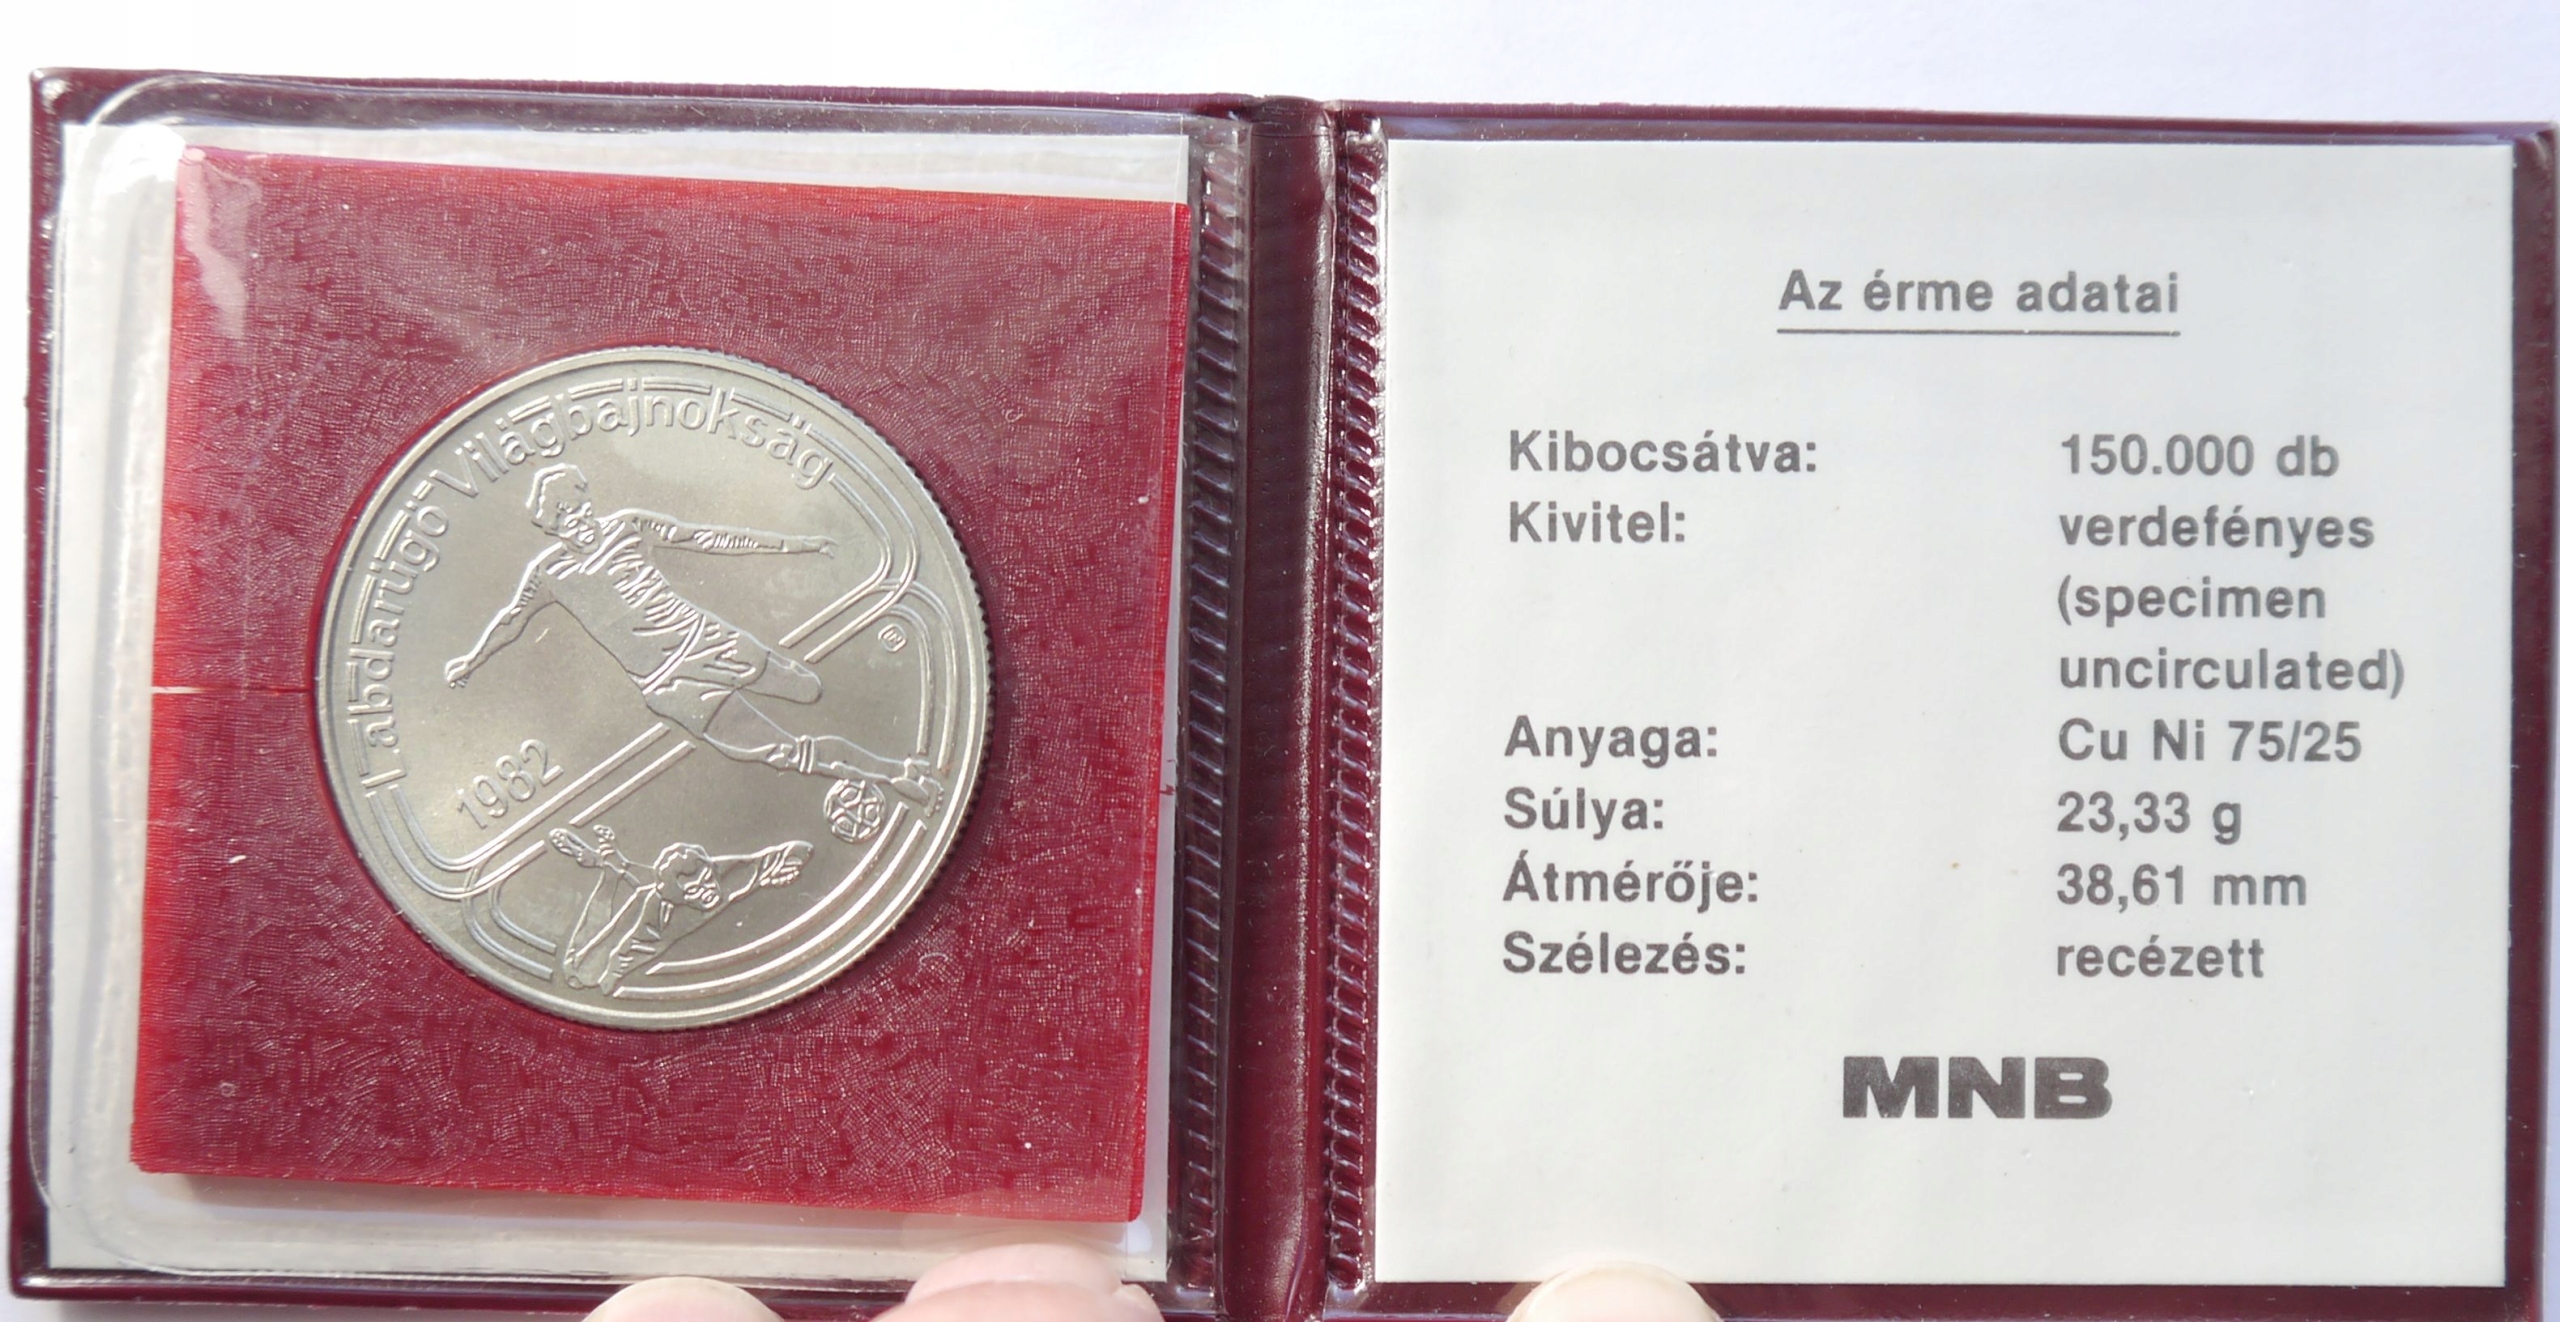 Labdarúgó Világbajnokság
1982
Az érme adatai
Kibocsátva: 150.000 db
Kivitel: verdefényes
(specimen
uncirculated)
Anyaga: Cu Ni 75/25
Súlya: 23,33 g
Átmérője: 38,61 mm
Szélezés: recézett
MNB